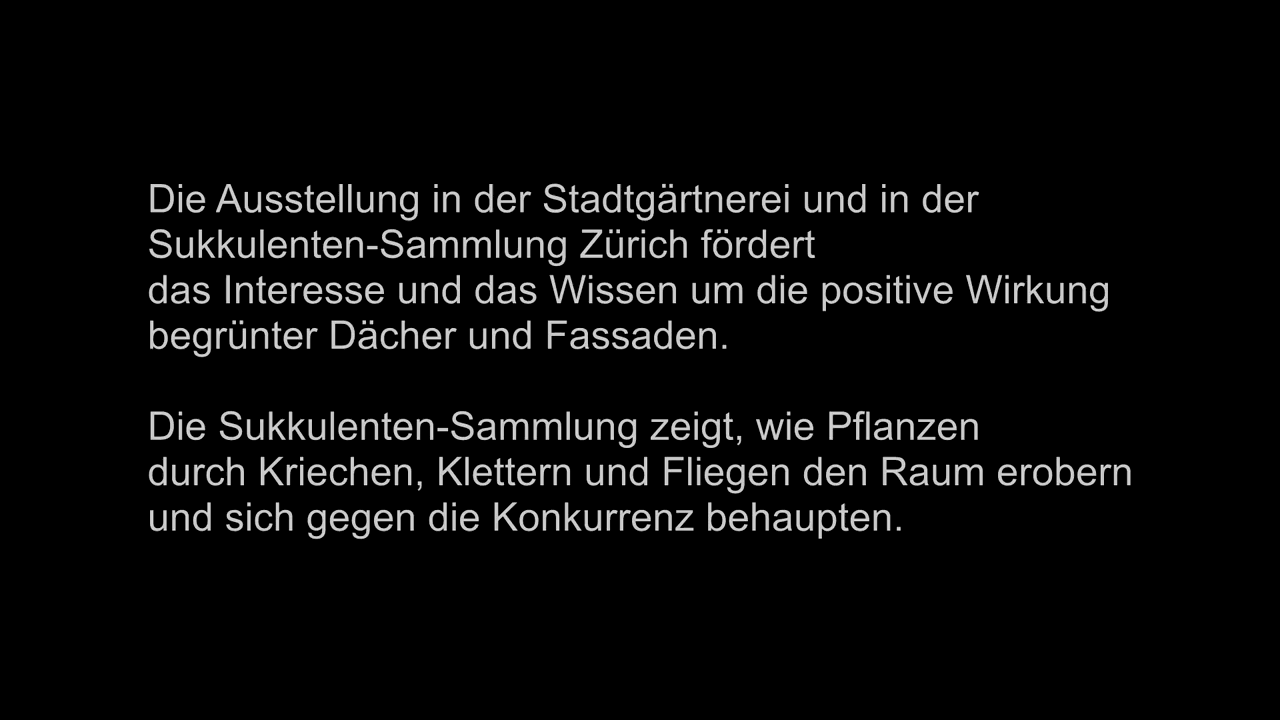 Die Ausstellung in der Stadtgärtnerei und in der
Sukkulenten-Sammlung Zürich fördert
das Interesse und das Wissen um die positive Wirkung
begrünter Dächer und Fassaden.
Die Sukkulenten-Sammlung zeigt, wie Pflanzen
durch Kriechen, Klettern und Fliegen den Raum erobern
und sich gegen die Konkurrenz behaupten.